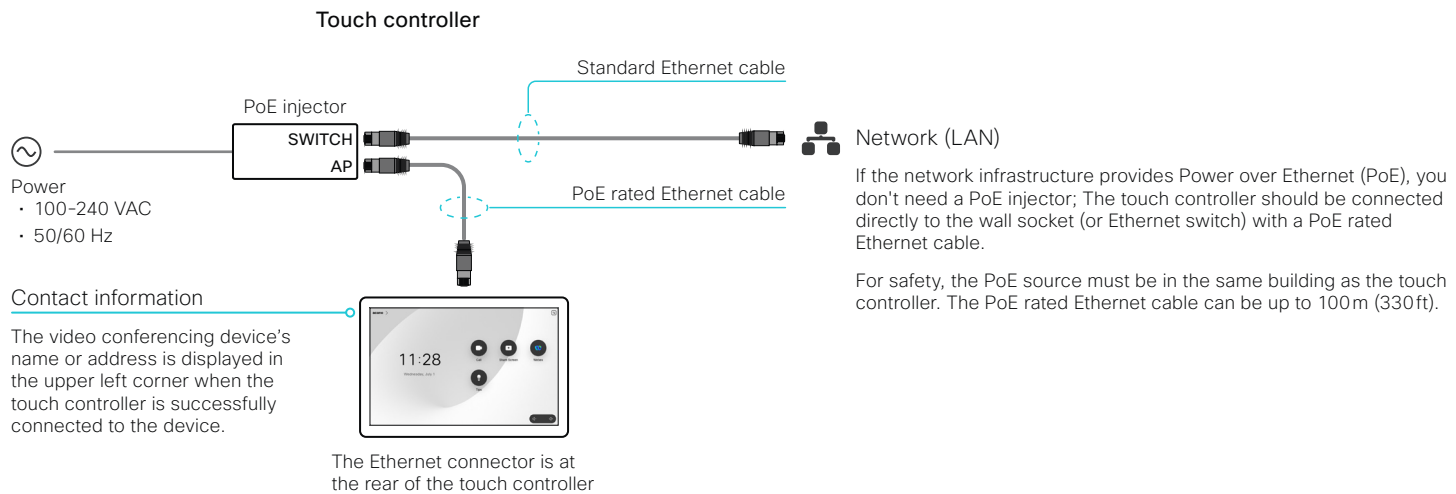 Touch controller
Standard Ethernet cable
PoE injector
SWITCH
AP
Power
· 100-240 VAC
· 50/60 Hz
PoE rated Ethernet cable
Network (LAN)
If the network infrastructure provides Power over Ethernet (PoE), you
don't need a PoE injector; The touch controller should be connected
directly to the wall socket (or Ethernet switch) with a PoE rated
Ethernet cable.
For safety, the PoE source must be in the same building as the touch
controller. The PoE rated Ethernet cable can be up to 100 m (330 ft).
Contact information
The video conferencing device's
name or address is displayed in
the upper left corner when the
touch controller is successfully
connected to the device.
11:28
Call
The Ethernet connector is at
the rear of the touch controller